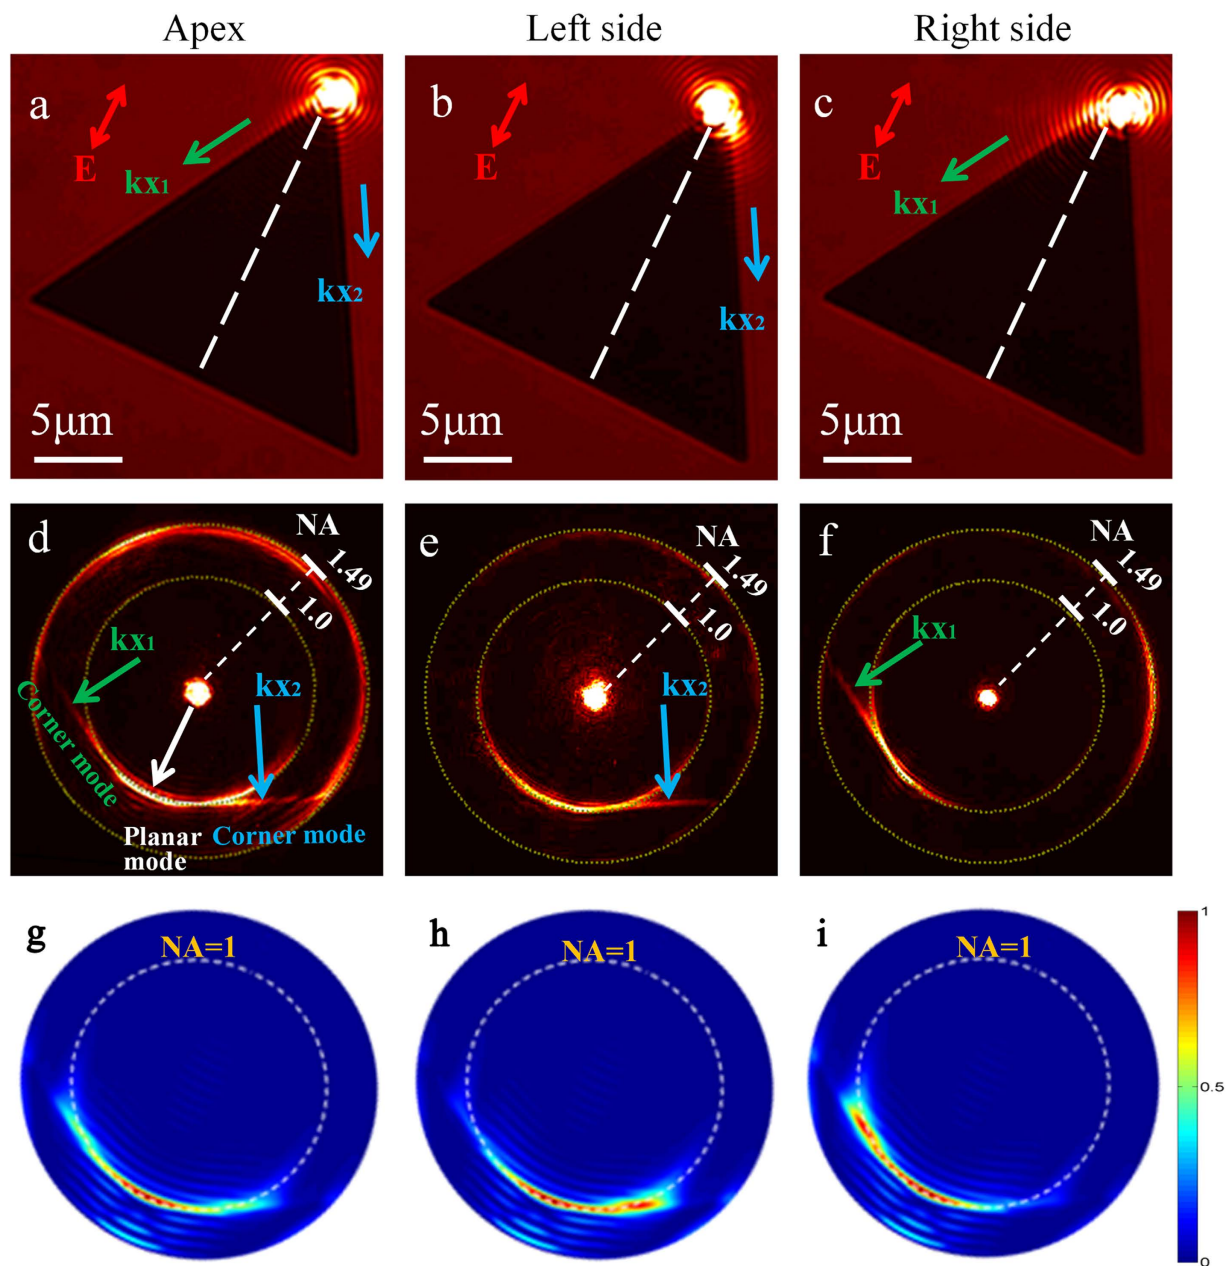 Apex
Left side
Right side
a
E
kx1
kx2
5μm
b
E
kx2
5μm
c
E
kx1
5μm
d
NA
1.49
1.0
kx1
kx2
Corner mode
Planar
mode
Corner mode
e
NA
1.49
1.0
kx2
f
NA
1.49
1.0
kx1
g
NA=1
h
NA=1
i
NA=1
1
0.5
0